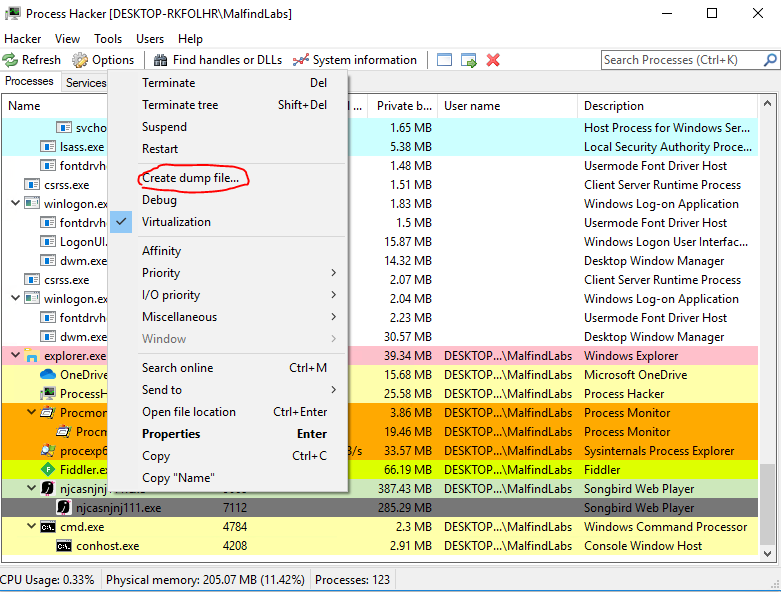 Process Hacker [DESKTOP-RKFOLHR\MalfindLabs]
Hacker View Tools Users Help
Refresh Options Find handles or DLLs System information Search Processes (Ctrl+K)
Processes Services
Name ... Private b... User name Description
svcho 1.65 MB Host Process for Windows Ser...
lsass.exe 5.38 MB Local Security Authority Proce...
fontdrvh 1.48 MB Usermode Font Driver Host
csrss.exe 1.51 MB Client Server Runtime Process
winlogon.ex 1.83 MB Windows Log-on Application
fontdrvh 1.5 MB Usermode Font Driver Host
LogonUI. 15.87 MB Windows Logon User Interfac...
dwm.exe 14.32 MB Desktop Window Manager
csrss.exe 2.07 MB Client Server Runtime Process
winlogon.ex 2.04 MB Windows Log-on Application
fontdrvh 2.23 MB Usermode Font Driver Host
dwm.exe 30.57 MB Desktop Window Manager
explorer.exe 39.34 MB DESKTOP...\MalfindLabs Windows Explorer
OneDrive 15.68 MB DESKTOP...\MalfindLabs Microsoft OneDrive
ProcessH 25.58 MB DESKTOP...\MalfindLabs Process Hacker
Procmon 3.86 MB DESKTOP...\MalfindLabs Process Monitor
Procm 19.46 MB DESKTOP...\MalfindLabs Process Monitor
procexp6 B/s 33.57 MB DESKTOP...\MalfindLabs Sysinternals Process Explorer
Fiddler.ex 66.19 MB DESKTOP...\MalfindLabs Fiddler
njcasnjnj 387.43 MB DESKTOP...\MalfindLabs Songbird Web Player
njcasnjnj111.exe 7112 285.29 MB Songbird Web Player
cmd.exe 4784 2.3 MB DESKTOP...\MalfindLabs Windows Command Processor
conhost.exe 4208 2.91 MB DESKTOP...\MalfindLabs Console Window Host
Terminate Del
Terminate tree Shift+Del
Suspend
Restart
Create dump file...
Debug
Virtualization
Affinity
Priority
I/O priority
Miscellaneous
Window
Search online Ctrl+M
Send to
Open file location Ctrl+Enter
Properties Enter
Copy Ctrl+C
Copy "Name"
CPU Usage: 0.33% Physical memory: 205.07 MB (11.42%) Processes: 123